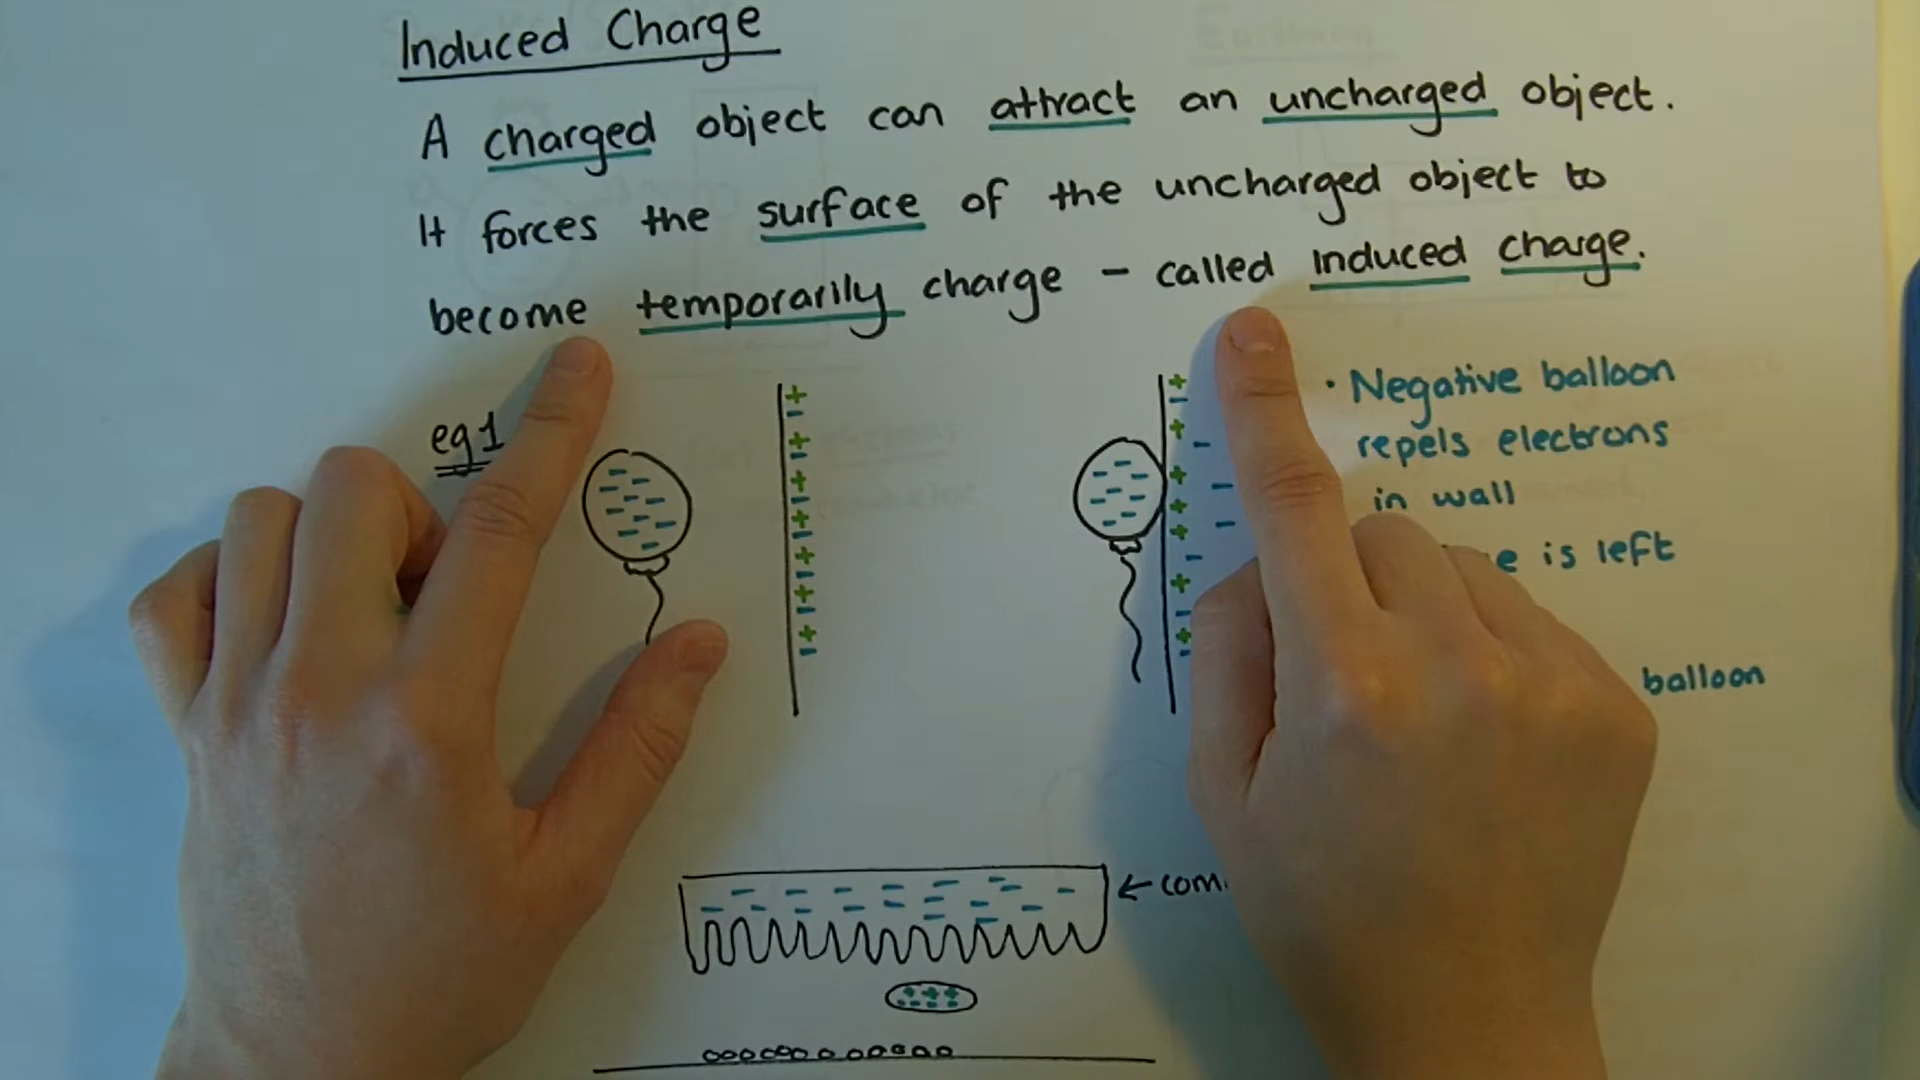 Induced Charge
A charged object can attract an uncharged object.
It forces the surface of the uncharged object to
become temporarily charge - called induced charge.
eg1
• Negative balloon
repels electrons
in wall
is left
balloon
←